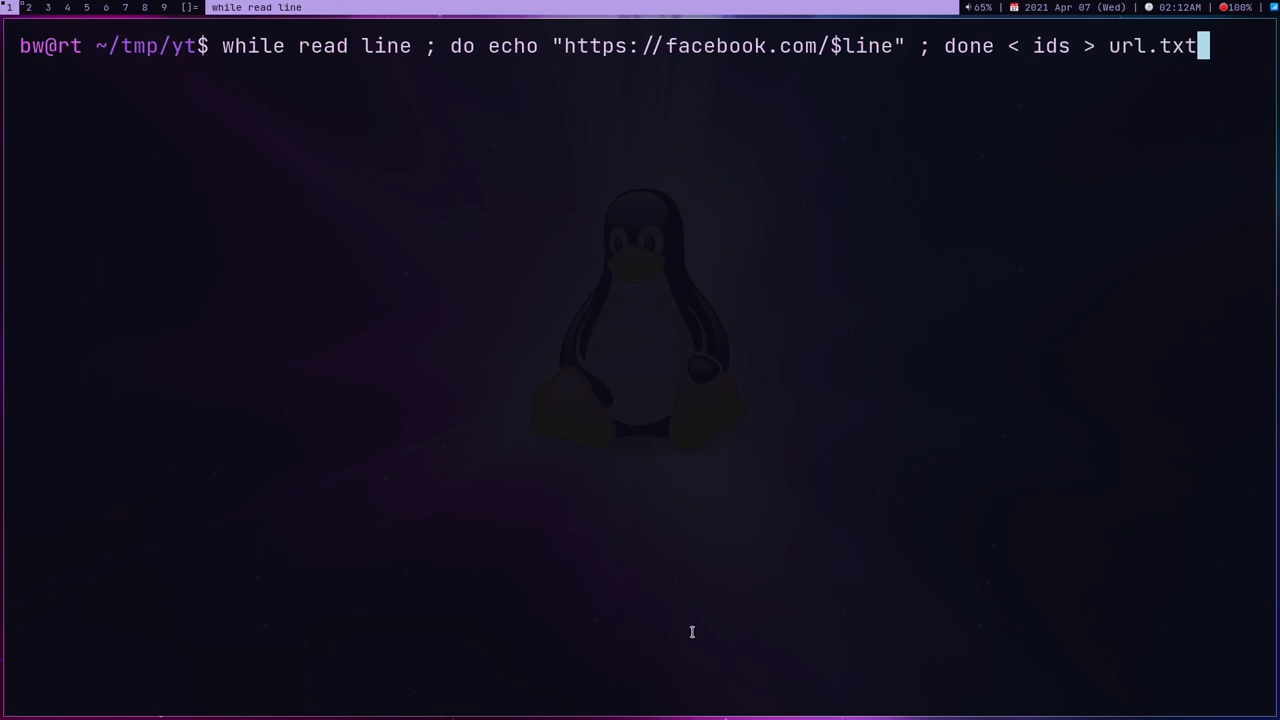 1 2 3 4 5 6 7 8 9 []= while read line 65% | 2021 Apr 07 (Wed) | 02:12AM | 100% |
bw@rt ~/tmp/yt$ while read line ; do echo "https://facebook.com/$line" ; done < ids > url.txt